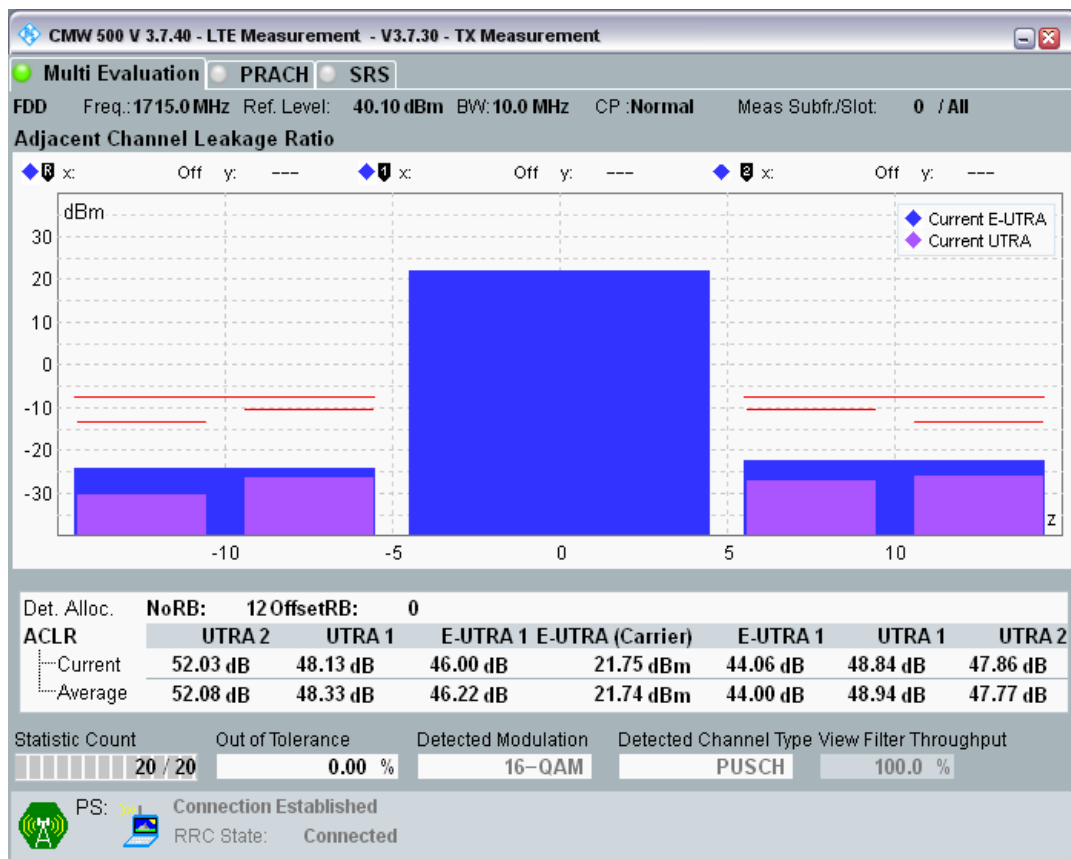 CMW 500 V 3.7.40 - LTE Measurement - V3.7.30 - TX Measurement
Multi Evaluation PRACH SRS
FDD Freq.: 1715.0 MHz Ref. Level: 40.10 dBm BW: 10.0 MHz CP :Normal Meas Subfr./Slot: 0 / All
Adjacent Channel Leakage Ratio
R x: Off y: --- 1 x: Off y: --- 2 x: Off y: ---
dBm
Current E-UTRA
Current UTRA
30
20
10
0
-10
-20
-30
z
-10 -5 0 5 10
Det. Alloc. NoRB: 12 OffsetRB: 0
ACLR UTRA 2 UTRA 1 E-UTRA 1 E-UTRA (Carrier) E-UTRA 1 UTRA 1 UTRA 2
Current 52.03 dB 48.13 dB 46.00 dB 21.75 dBm 44.06 dB 48.84 dB 47.86 dB
Average 52.08 dB 48.33 dB 46.22 dB 21.74 dBm 44.00 dB 48.94 dB 47.77 dB
Statistic Count Out of Tolerance Detected Modulation Detected Channel Type View Filter Throughput
20 / 20 0.00 % 16-QAM PUSCH 100.0 %
PS: Connection Established
RRC State: Connected